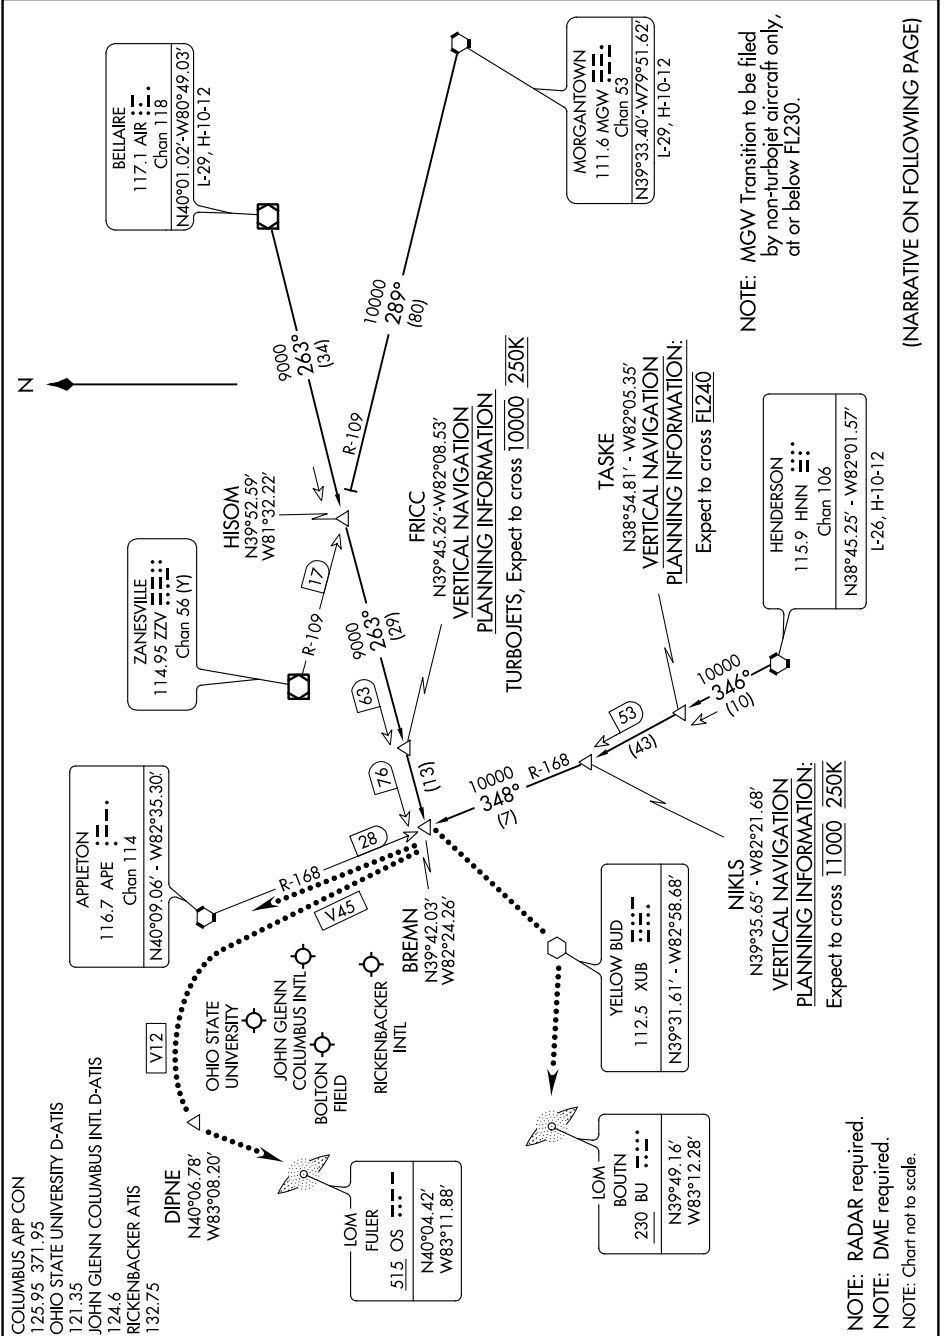 COLUMBUS APP CON
125.95 371.95
OHIO STATE UNIVERSITY D-ATIS
121.35
JOHN GLENN COLUMBUS INTL D-ATIS
124.6
RICKENBACKER ATIS
132.75
DIPNE
N40°06.78'
W83°08.20'
V12
LOM
FULER
515 OS
N40°04.42'
W83°11.88'
OHIO STATE
UNIVERSITY
JOHN GLENN
COLUMBUS INTL
BOLTON
FIELD
RICKENBACKER
INTL
APPLETON
116.7 APE
Chan 114
N40°09.06' - W82°35.30'
R-168
28
V45
BREMN
N39°42.03'
W82°24.26'
76
(13)
63
ZANESVILLE
114.95 ZZV
Chan 56 (Y)
R-109
17
HISOM
N39°52.59'
W81°32.22'
9000
263°
(29)
N
BELLAIRE
117.1 AIR
Chan 118
N40°01.02'-W80°49.03'
L-29, H-10-12
9000
263°
(34)
R-109
10000
289°
(80)
MORGANTOWN
111.6 MGW
Chan 53
N39°33.40'-W79°51.62'
L-29, H-10-12
FRICC
N39°45.26'-W82°08.53'
VERTICAL NAVIGATION
PLANNING INFORMATION
TURBOJETS, Expect to cross 10000 250K
10000
348°
(7)
R-168
53
(43)
TASKE
N38°54.81' - W82°05.35'
VERTICAL NAVIGATION
PLANNING INFORMATION:
Expect to cross FL240
10000
346°
(10)
HENDERSON
115.9 HNN
Chan 106
N38°45.25' - W82°01.57'
L-26, H-10-12
NIKLS
N39°35.65' - W82°21.68'
VERTICAL NAVIGATION
PLANNING INFORMATION:
Expect to cross 11000 250K
YELLOW BUD
112.5 XUB
N39°31.61' - W82°58.68'
LOM
BOUTN
230 BU
N39°49.16'
W83°12.28'
NOTE: MGW Transition to be filed
by non-turbojet aircraft only,
at or below FL230.
NOTE: RADAR required.
NOTE: DME required.
NOTE: Chart not to scale.
(NARRATIVE ON FOLLOWING PAGE)